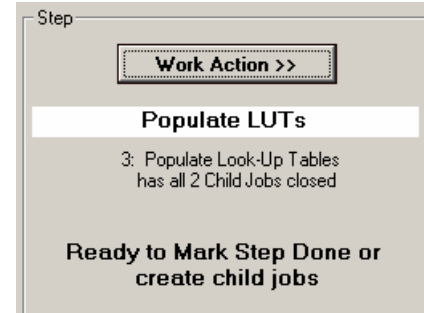 Step
Work Action >>
Populate LUTs
3: Populate Look-Up Tables
has all 2 Child Jobs closed
Ready to Mark Step Done or
create child jobs